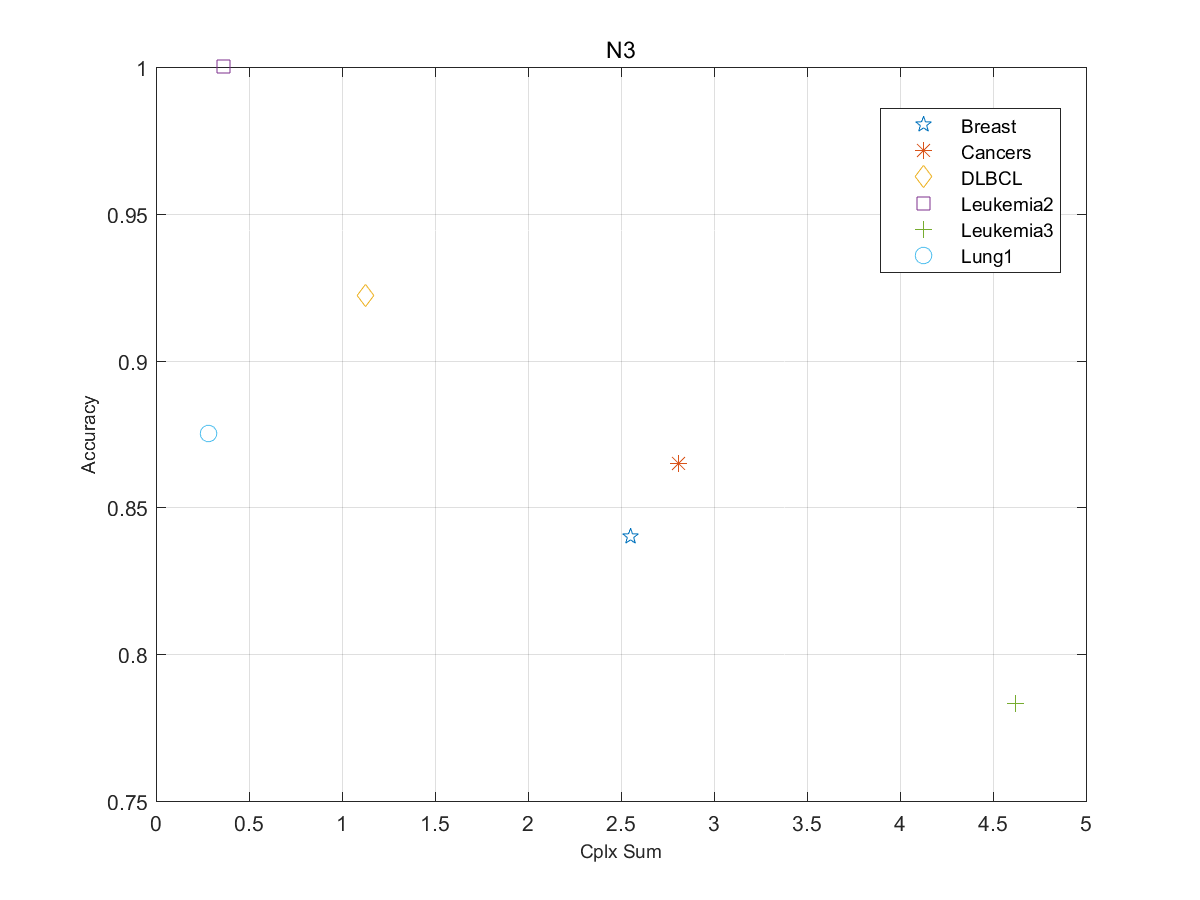 N3
1
0.95
0.9
0.85
0.8
0.75
Accuracy
0 0.5 1 1.5 2 2.5 3 3.5 4 4.5 5
Cplx Sum
Breast
Cancers
DLBCL
Leukemia2
Leukemia3
Lung1